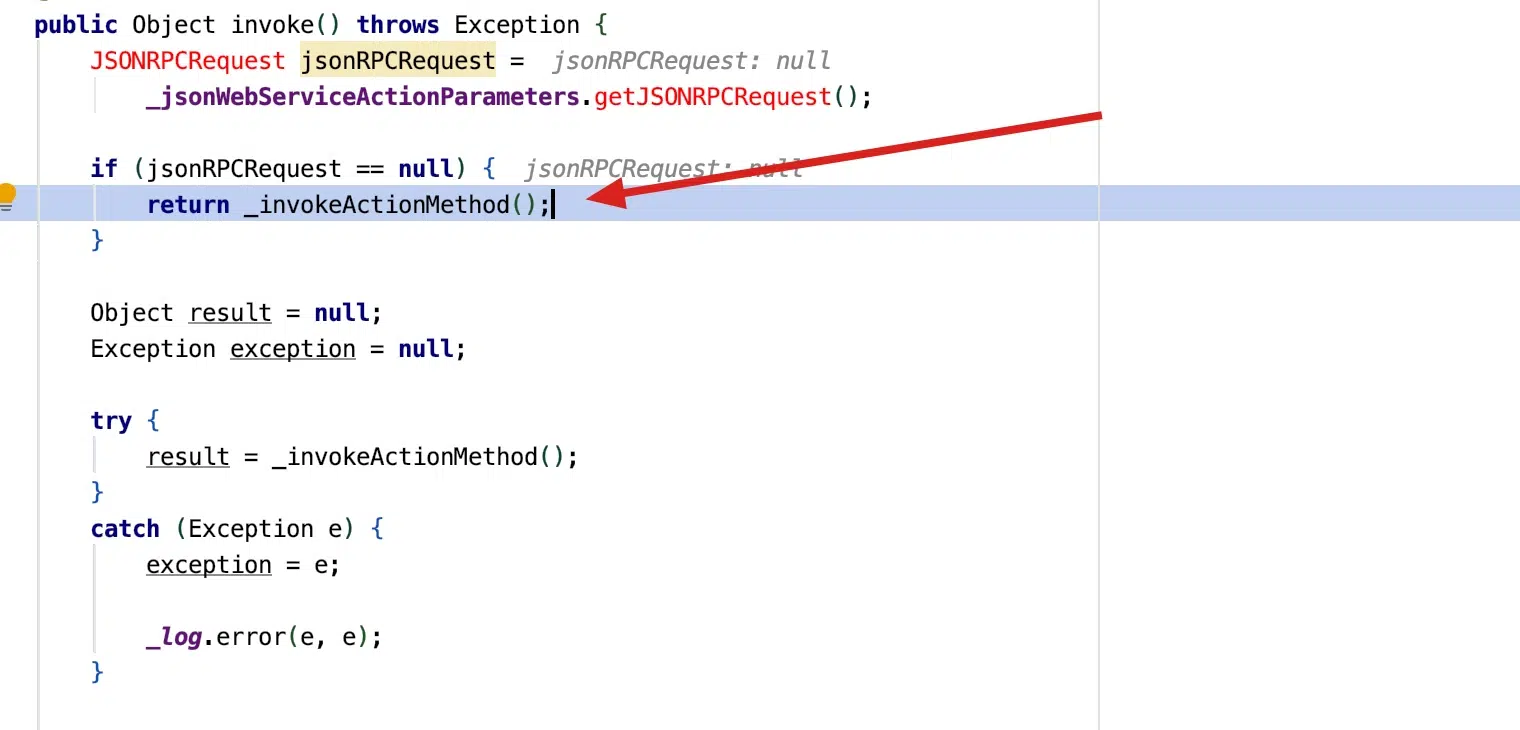 public Object invoke() throws Exception {
JSONRPCRequest jsonRPCRequest = jsonRPCRequest: null
_jsonWebServiceActionParameters.getJSONRPCRequest();
if (jsonRPCRequest == null) { jsonRPCRequest: null
return _invokeActionMethod();
}
Object result = null;
Exception exception = null;
try {
result = _invokeActionMethod();
}
catch (Exception e) {
exception = e;
_log.error(e, e);
}